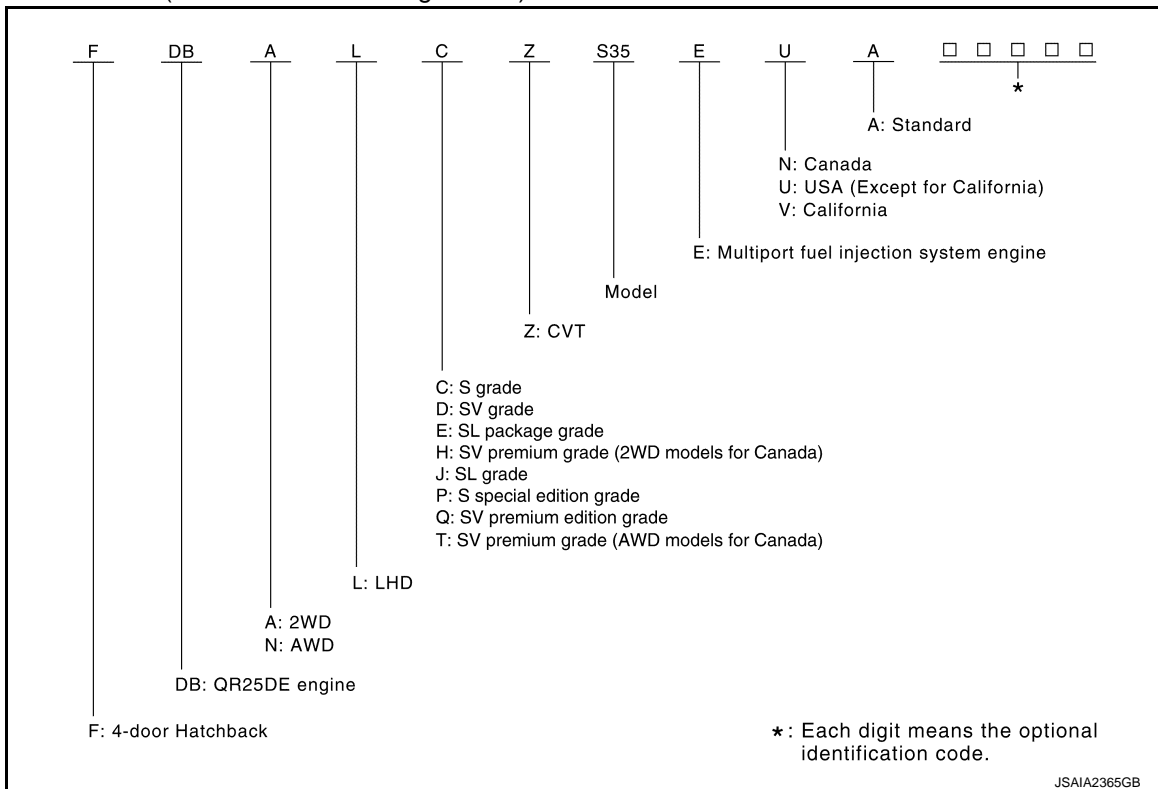 F DB A L C Z S35 E U A □ □ □ □ □
*
A: Standard
N: Canada
U: USA (Except for California)
V: California
E: Multiport fuel injection system engine
Model
Z: CVT
C: S grade
D: SV grade
E: SL package grade
H: SV premium grade (2WD models for Canada)
J: SL grade
P: S special edition grade
Q: SV premium edition grade
T: SV premium grade (AWD models for Canada)
L: LHD
A: 2WD
N: AWD
DB: QR25DE engine
F: 4-door Hatchback
*: Each digit means the optional
identification code.
JSAIA2365GB